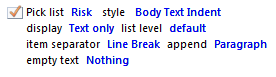 Pick list Risk style Body Text Indent
display Text only list level default
item separator Line Break append Paragraph
empty text Nothing